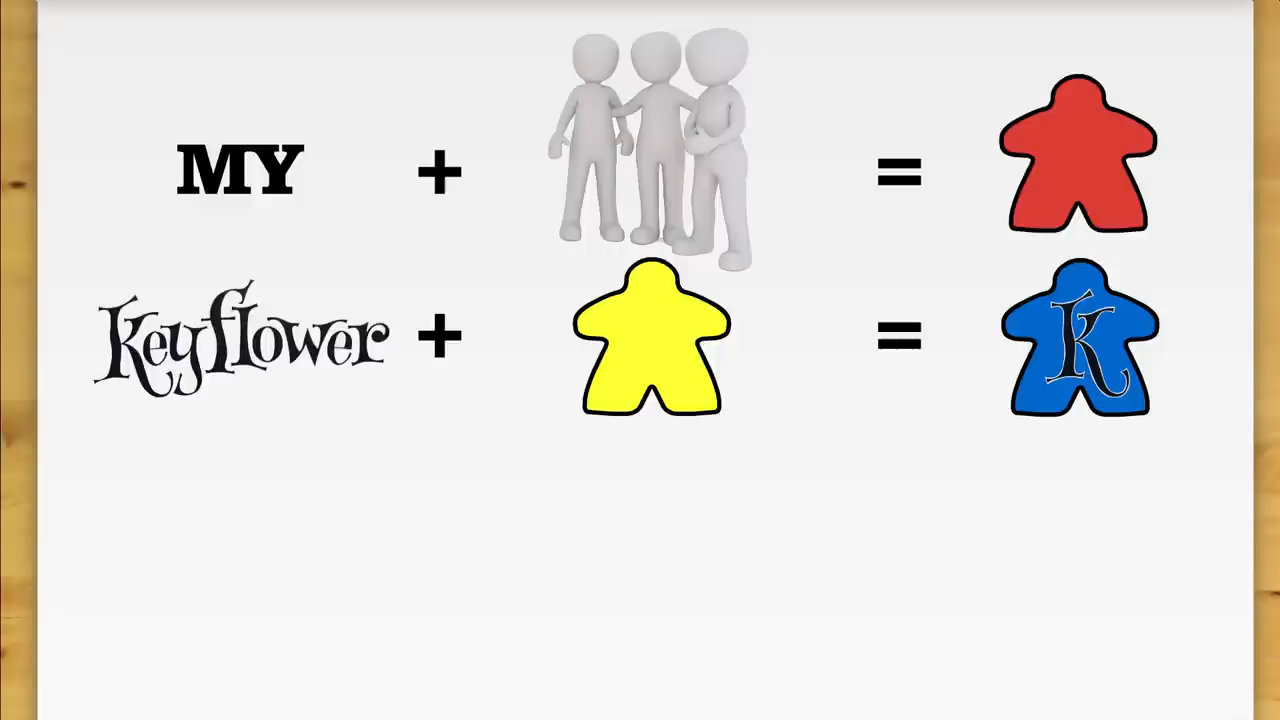 MY + =
Keyflower + = K